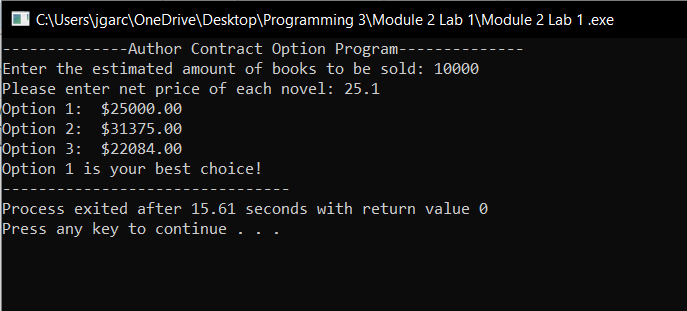 C:\Users\jgarc\OneDrive\Desktop\Programming 3\Module 2 Lab 1\Module 2 Lab 1 .exe
--------------Author Contract Option Program--------------
Enter the estimated amount of books to be sold: 10000
Please enter net price of each novel: 25.1
Option 1:  $25000.00
Option 2:  $31375.00
Option 3:  $22084.00
Option 1 is your best choice!
--------------------------------
Process exited after 15.61 seconds with return value 0
Press any key to continue . . .